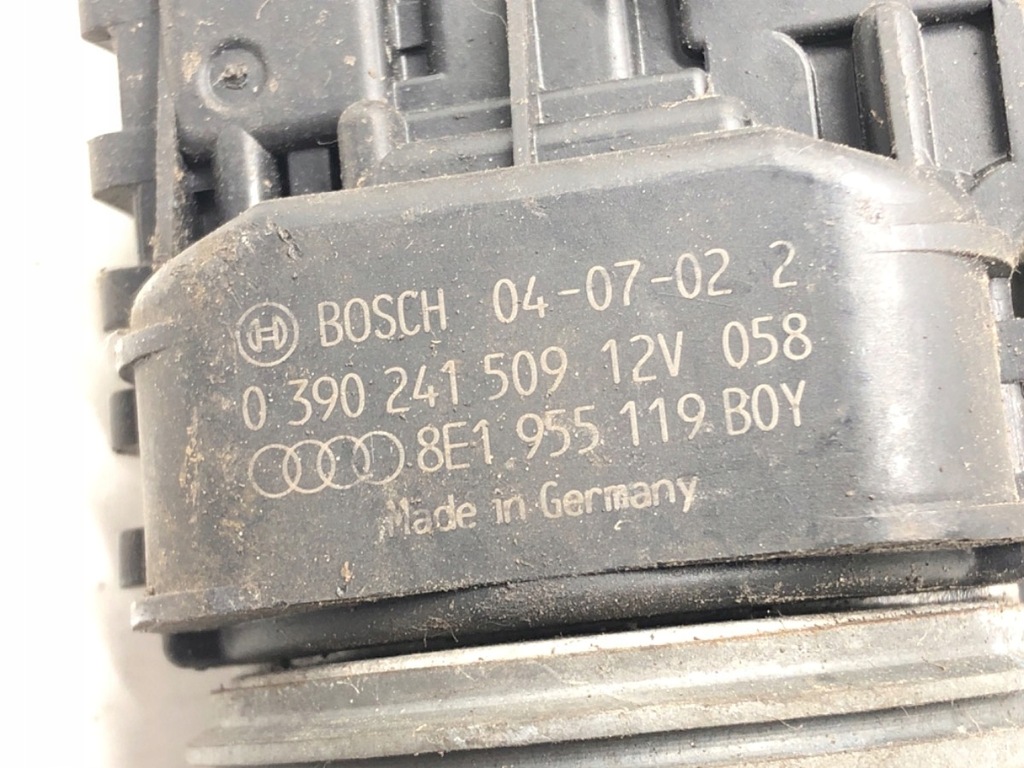 BOSCH 04-07-02 2
0 390 241 509 12V 058
8E1 955 119 B0Y
Made in Germany